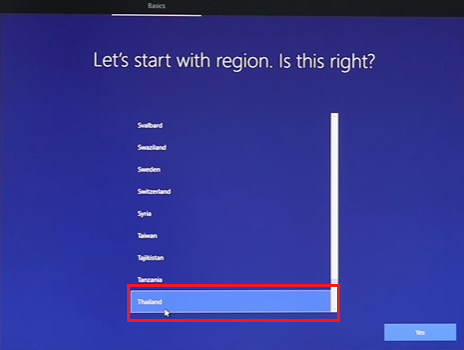 Basics
Let's start with region. Is this right?
Svalbard
Swaziland
Sweden
Switzerland
Syria
Taiwan
Tajikistan
Tanzania
Thailand
Yes